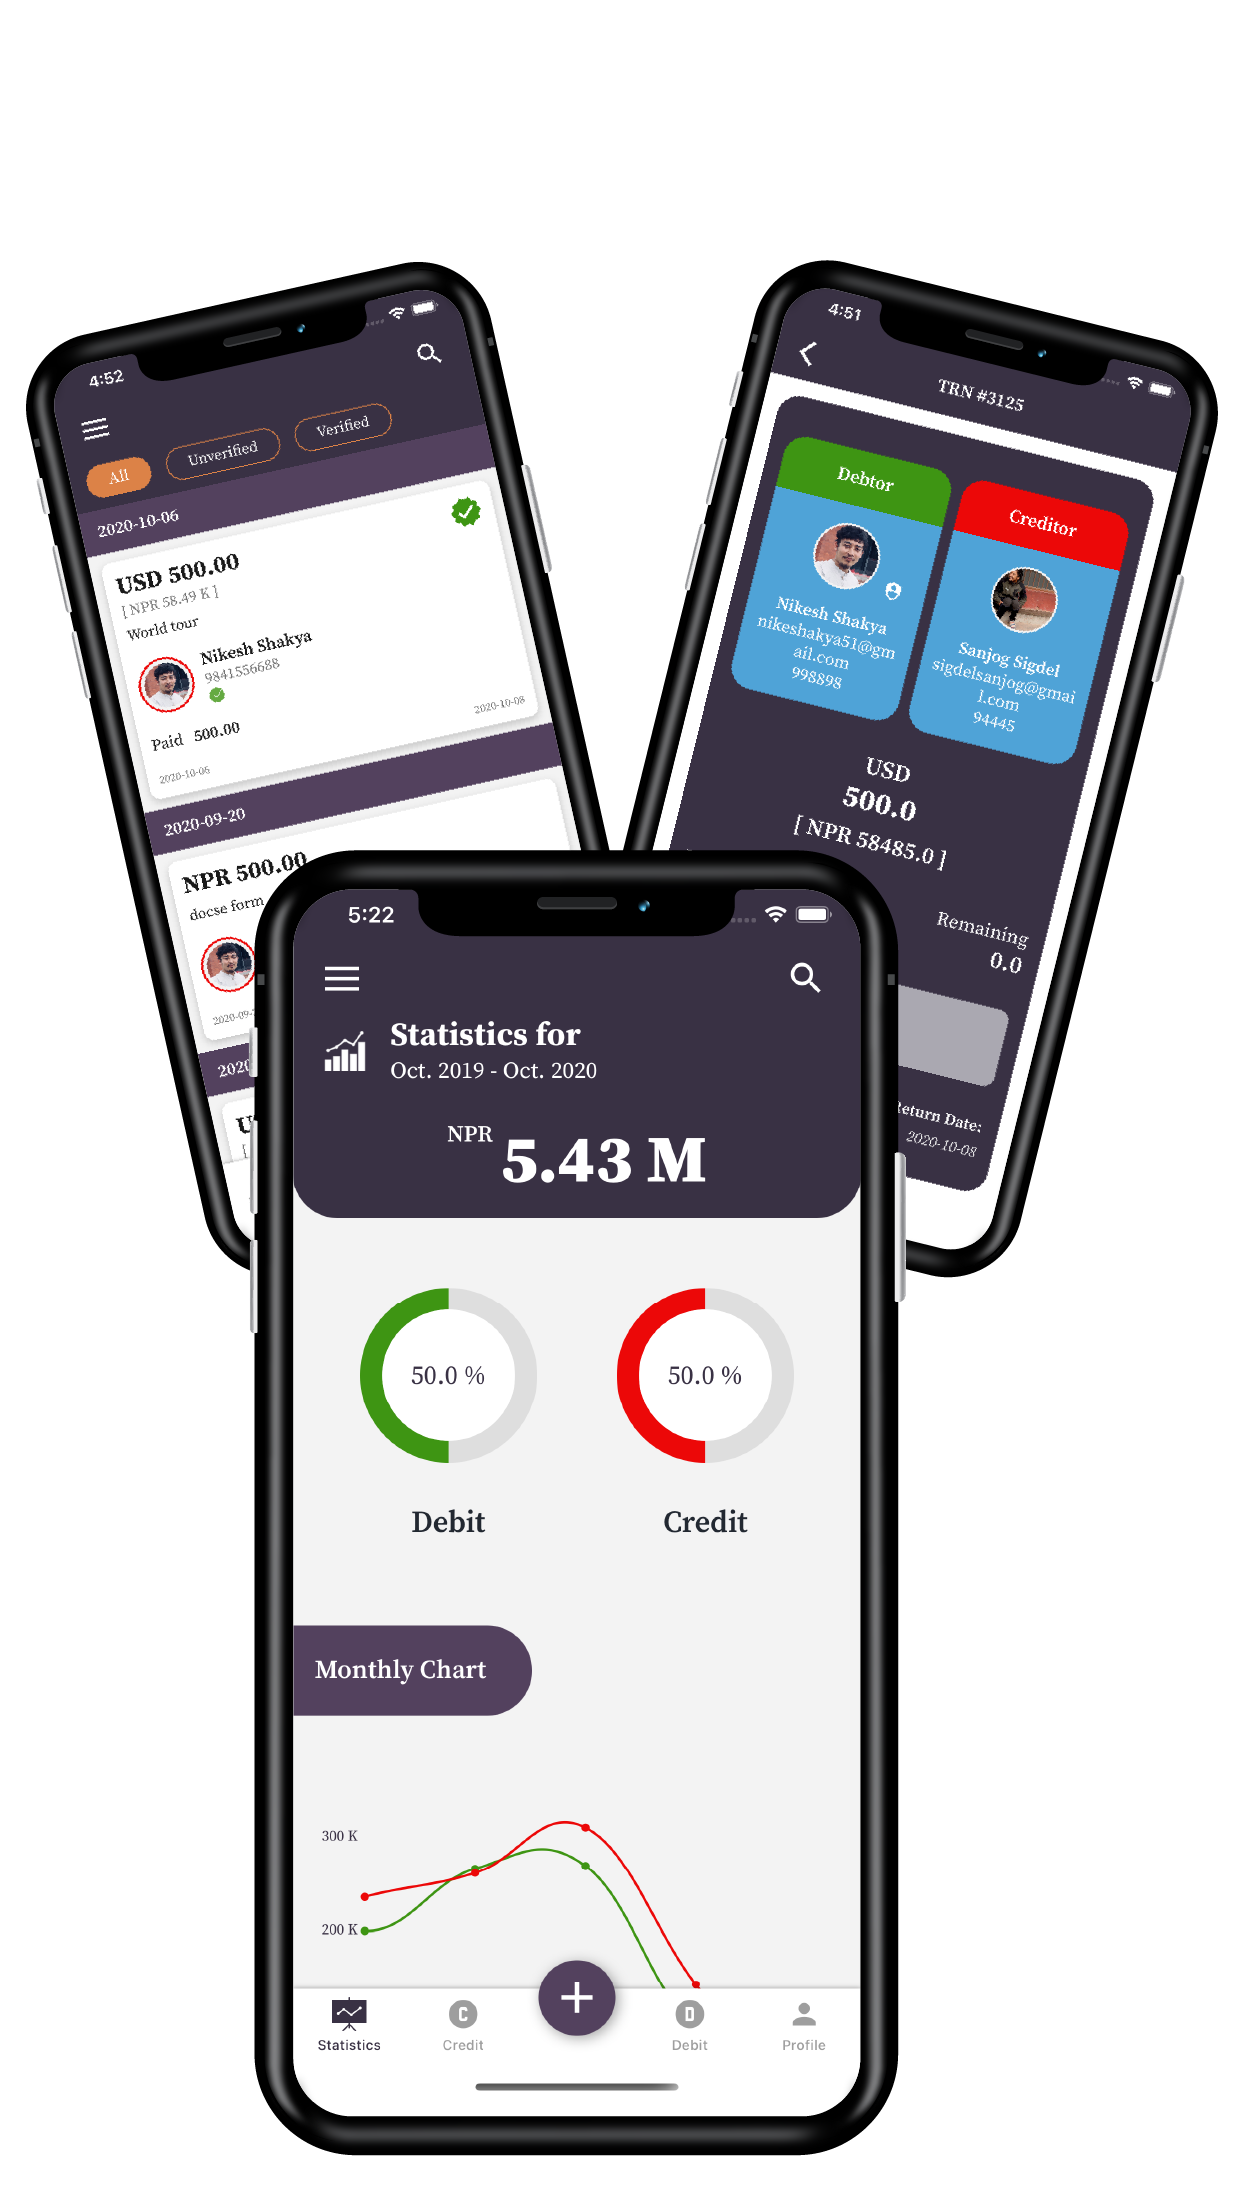 4:52
All
Unverified
Verified
2020-10-06
USD 500.00
[ NPR 58.49 K ]
World tour
Nikesh Shakya
9841556688
Paid 500.00
2020-10-06
2020-10-08
2020-09-20
NPR 500.00
docse form
2020-09-
2020
U
[
4:51
TRN #3125
Debtor
Nikesh Shakya
nikeshakya51@gm
ail.com
998898
Creditor
Sanjog Sigdel
sigdelsanjog@gmai
l.com
94445
USD
500.0
[ NPR 58485.0 ]
Remaining
0.0
Return Date:
2020-10-08
5:22
Statistics for
Oct. 2019 - Oct. 2020
NPR 5.43 M
50.0 %
50.0 %
Debit
Credit
Monthly Chart
300 K
200 K
C
D
Statistics
Credit
Debit
Profile